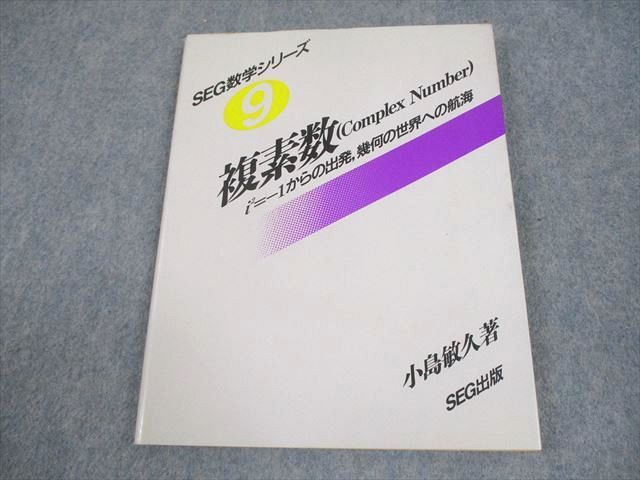 SEG数学シリーズ
9
複素数(Complex Number)
i²=-1からの出発,幾何の世界への航海
小島敏久著
SEG出版